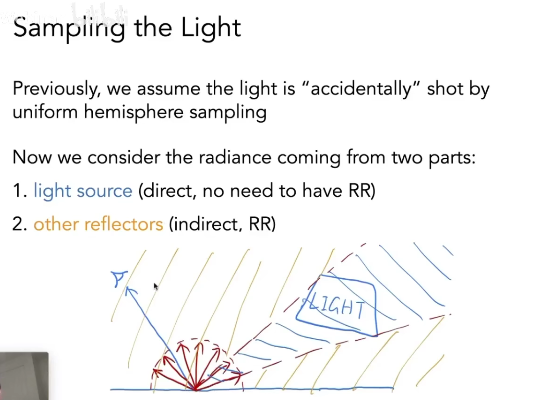 Sampling the Light
Previously, we assume the light is “accidentally” shot by
uniform hemisphere sampling
Now we consider the radiance coming from two parts:
1. light source (direct, no need to have RR)
2. other reflectors (indirect, RR)
LIGHT